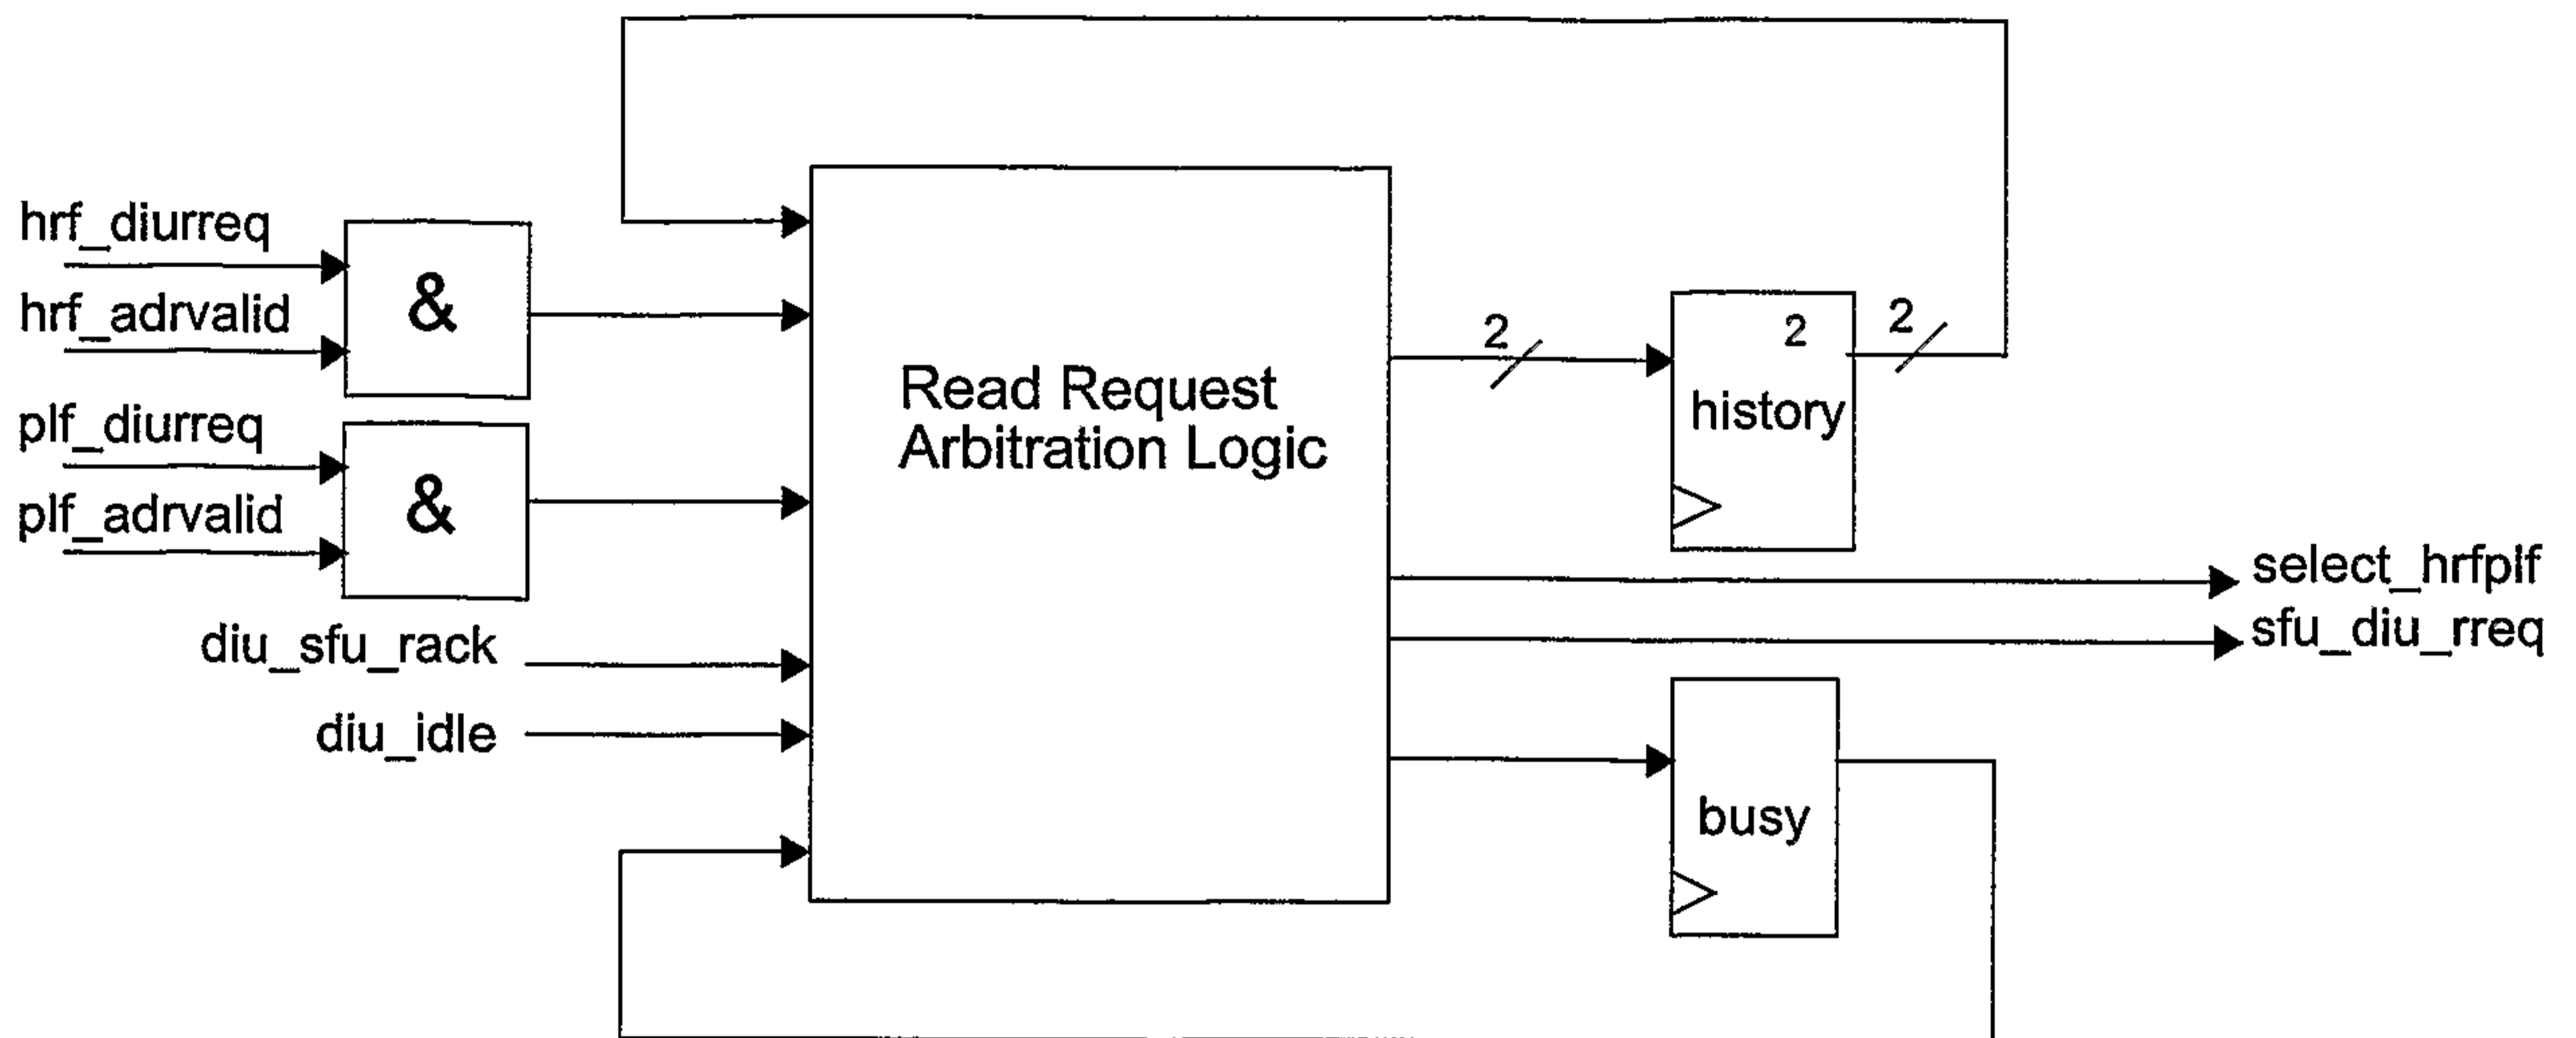 hrf_diurreq
hrf_adrvalid
&
plf_diurreq
plf_adrvalid
&
diu_sfu_rack
diu_idle
Read Request
Arbitration Logic
2
2
2
history
select_hrfplf
sfu_diu_rreq
busy